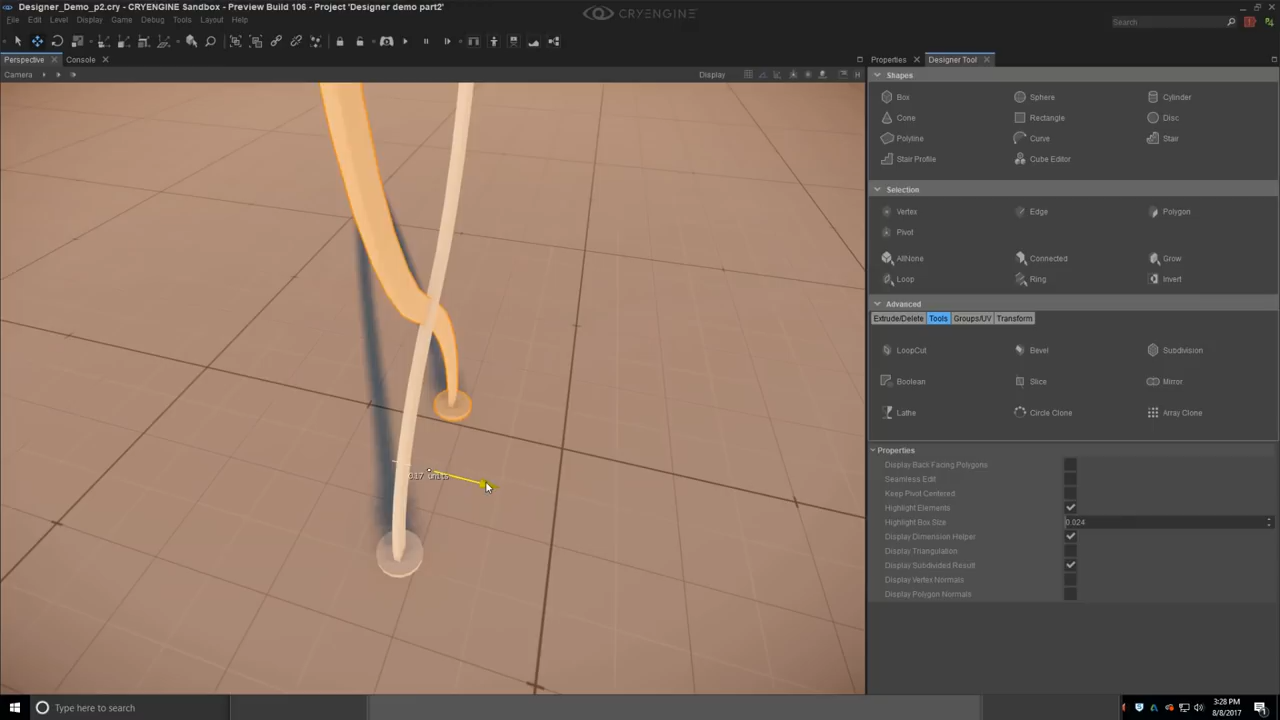 Designer_Demo_p2.cry - CRYENGINE Sandbox - Preview Build 106 - Project 'Designer demo part2'
CRYENGINE
File Edit Level Display Game Debug Tools Layout Help
Search
Perspective Console
Properties Designer Tool
Camera Display
Shapes
Box Sphere Cylinder
Cone Rectangle Disc
Polyline Curve Stair
Stair Profile Cube Editor
Selection
Vertex Edge Polygon
Pivot
AllNone Connected Grow
Loop Ring Invert
Advanced
Extrude/Delete Tools Groups/UV Transform
LoopCut Bevel Subdivision
Boolean Slice Mirror
Lathe Circle Clone Array Clone
Properties
Display Back Facing Polygons
Seamless Edit
Keep Pivot Centered
Highlight Elements
Highlight Box Size 0.024
Display Dimension Helper
Display Triangulation
Display Subdivided Result
Display Vertex Normals
Display Polygon Normals
units
Type here to search
3:28 PM
8/8/2017